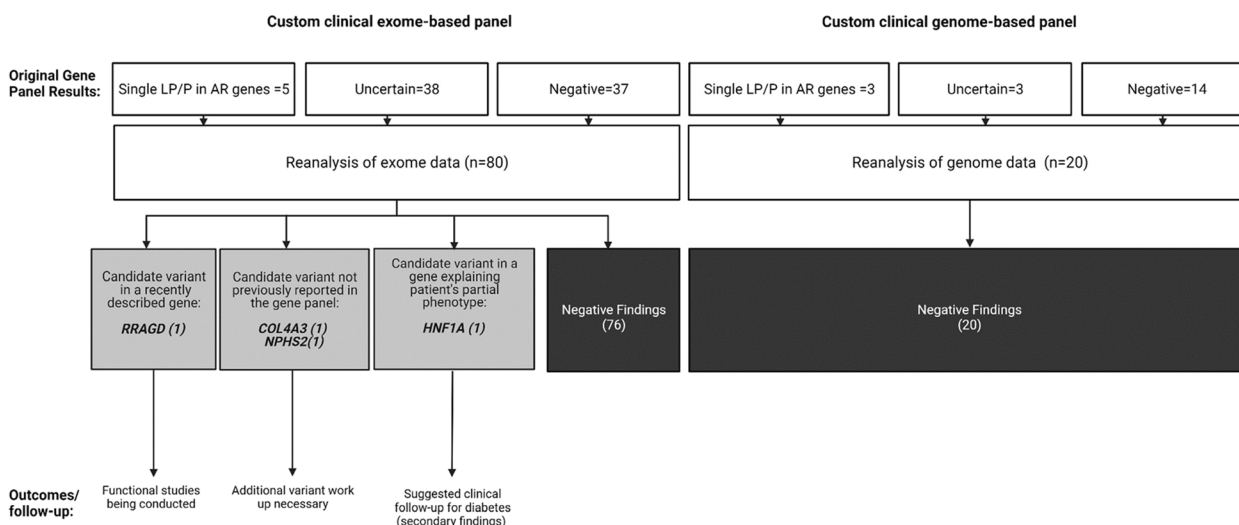 Custom clinical exome-based panel
Custom clinical genome-based panel
Original Gene
Panel Results:
Single LP/P in AR genes =5
Uncertain=38
Negative=37
Single LP/P in AR genes =3
Uncertain=3
Negative=14
Reanalysis of exome data (n=80)
Reanalysis of genome data (n=20)
Candidate variant
in a recently
described gene:
RRAGD (1)
Candidate variant not
previously reported in
the gene panel:
COL4A3 (1)
NPHS2(1)
Candidate variant in a
gene explaining
patient's partial
phenotype:
HNF1A (1)
Negative Findings
(76)
Negative Findings
(20)
Outcomes/
follow-up:
Functional studies
being conducted
Additional variant work
up necessary
Suggested clinical
follow-up for diabetes
(secondary findings)